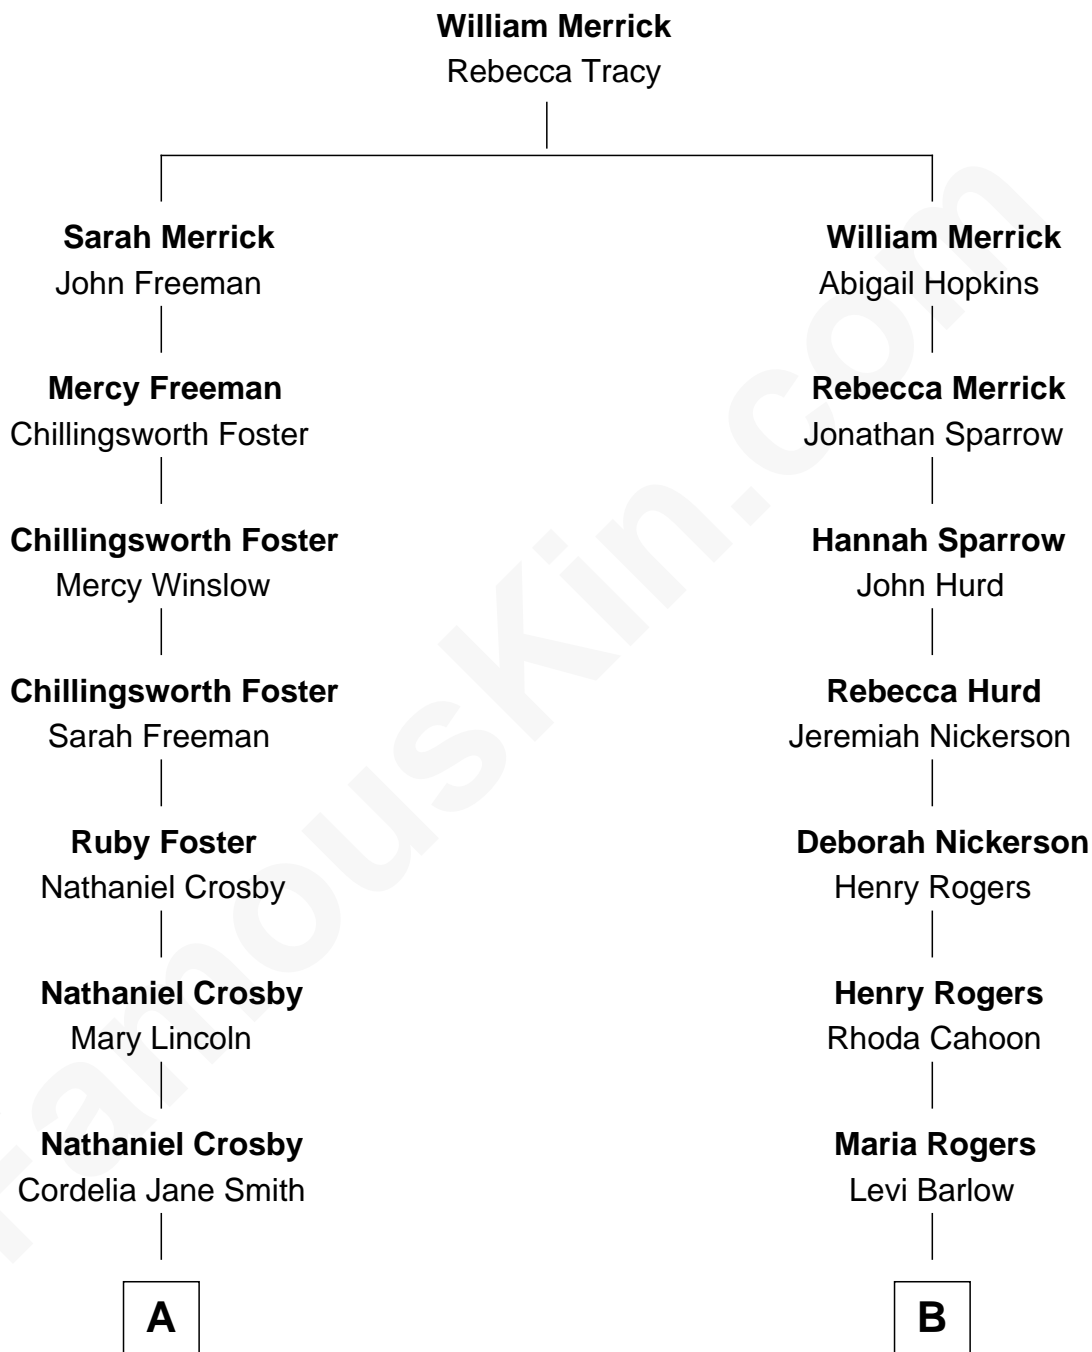 William Merrick
Rebecca Tracy
Sarah Merrick
John Freeman
William Merrick
Abigail Hopkins
Mercy Freeman
Chillingsworth Foster
Rebecca Merrick
Jonathan Sparrow
Chillingsworth Foster
Mercy Winslow
Hannah Sparrow
John Hurd
Chillingsworth Foster
Sarah Freeman
Rebecca Hurd
Jeremiah Nickerson
Ruby Foster
Nathaniel Crosby
Deborah Nickerson
Henry Rogers
Nathaniel Crosby
Mary Lincoln
Henry Rogers
Rhoda Cahoon
Nathaniel Crosby
Cordelia Jane Smith
Maria Rogers
Levi Barlow
A
B
FamousKin.com